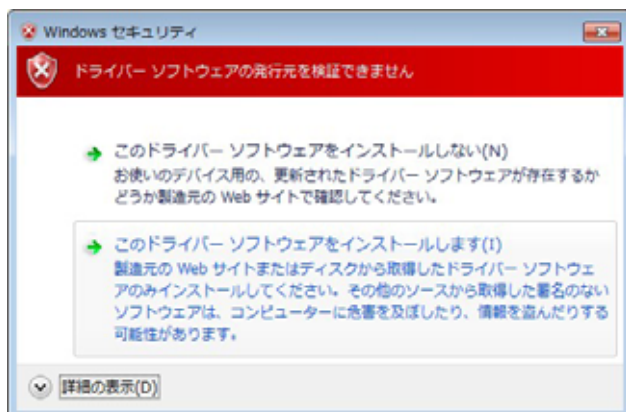 Windows セキュリティ
ドライバー ソフトウェアの発行元を検証できません
このドライバー ソフトウェアをインストールしない(N)
お使いのデバイス用の、更新されたドライバー ソフトウェアが存在するか
どうか製造元の Web サイトで確認してください。
このドライバー ソフトウェアをインストールします(I)
製造元の Web サイトまたはディスクから取得したドライバー ソフトウェ
アのみインストールしてください。その他のソースから取得した署名のない
ソフトウェアは、コンピューターに危害を及ぼしたり、情報を盗んだりする
可能性があります。
詳細の表示(D)